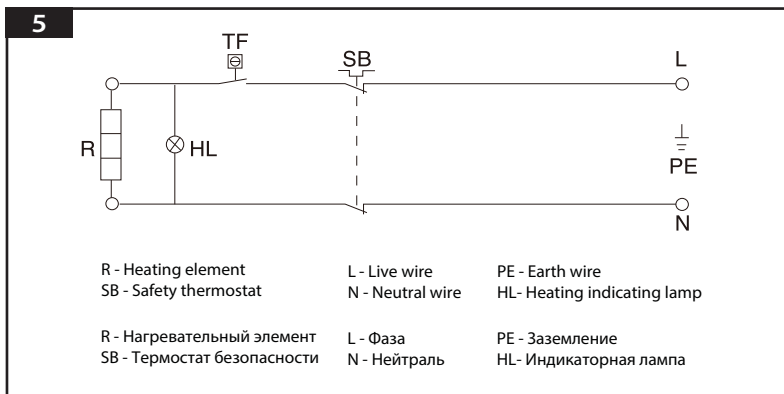 5
TF
SB
L
R
HL
PE
N
R - Heating element
L - Live wire
PE - Earth wire
SB - Safety thermostat
N - Neutral wire
HL- Heating indicating lamp
R - Нагревательный элемент
L - Фаза
PE - Заземление
SB - Термостат безопасности
N - Нейтраль
HL- Индикаторная лампа